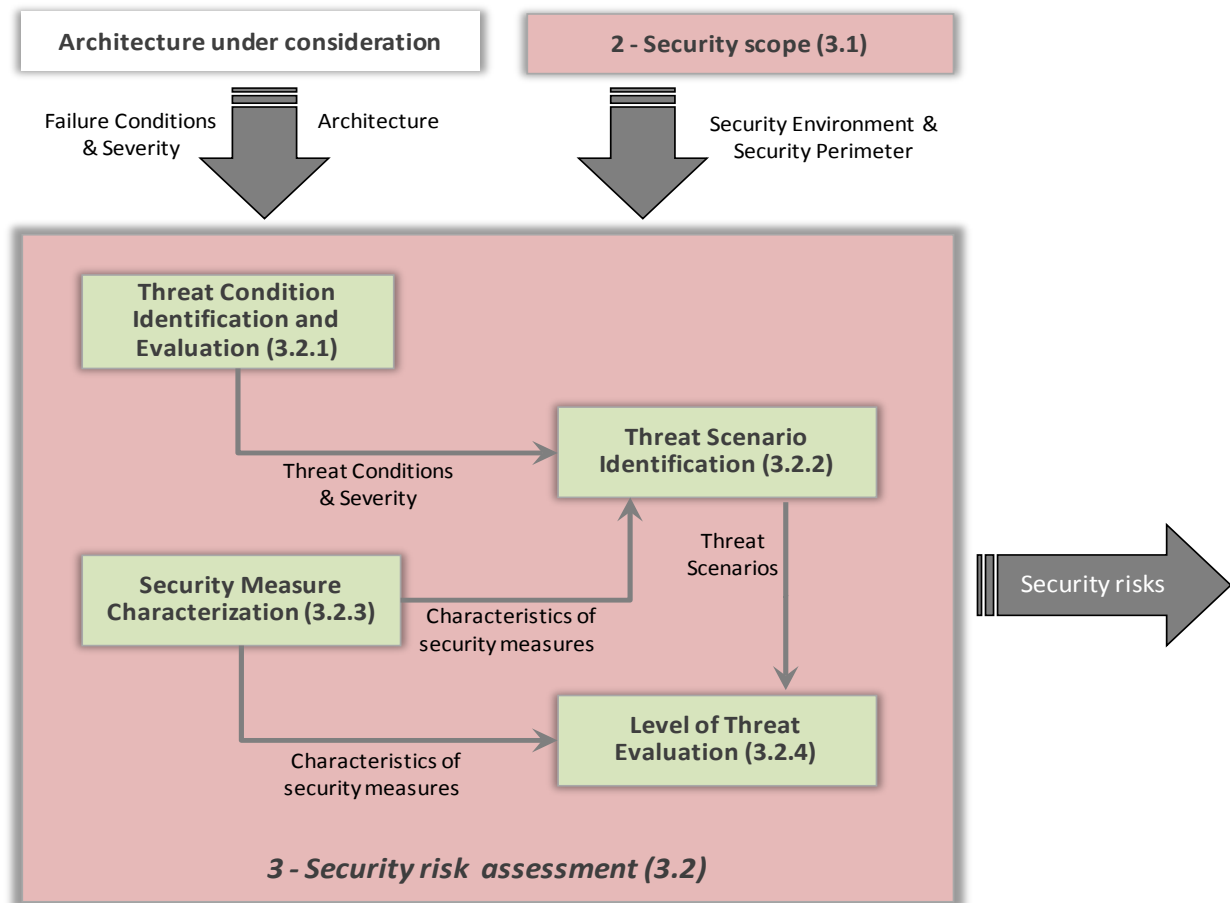 Architecture under consideration
2 - Security scope (3.1)
Failure Conditions
& Severity
Architecture
Security Environment &
Security Perimeter
Threat Condition
Identification and
Evaluation (3.2.1)
Threat Scenario
Identification (3.2.2)
Threat Conditions
& Severity
Threat
Scenarios
Security Measure
Characterization (3.2.3)
Characteristics of
security measures
Security risks
Level of Threat
Evaluation (3.2.4)
Characteristics of
security measures
3 - Security risk assessment (3.2)